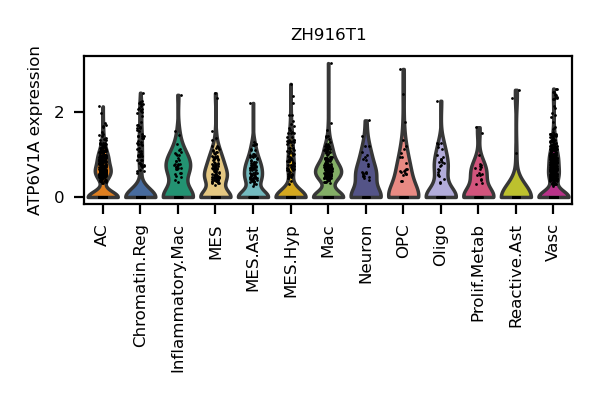 ZH916T1
ATP6V1A expression
2
0
AC
Chromatin.Reg
Inflammatory.Mac
MES
MES.Ast
MES.Hyp
Mac
Neuron
OPC
Oligo
Prolif.Metab
Reactive.Ast
Vasc